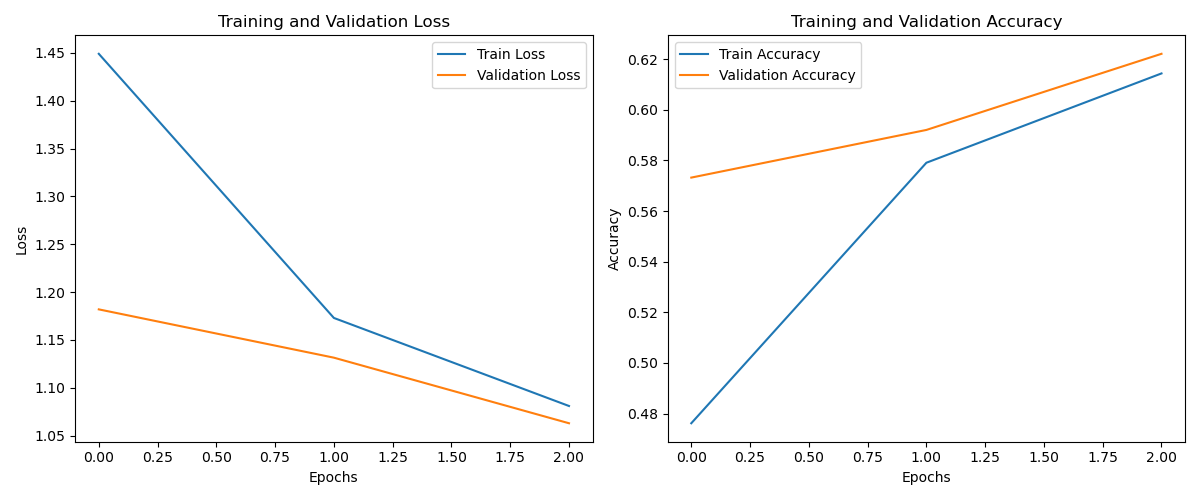 Training and Validation Loss
Train Loss
Validation Loss
1.45
1.40
1.35
1.30
1.25
1.20
1.15
1.10
1.05
Loss
0.00 0.25 0.50 0.75 1.00 1.25 1.50 1.75 2.00
Epochs
Training and Validation Accuracy
Train Accuracy
Validation Accuracy
0.62
0.60
0.58
0.56
0.54
0.52
0.50
0.48
Accuracy
0.00 0.25 0.50 0.75 1.00 1.25 1.50 1.75 2.00
Epochs